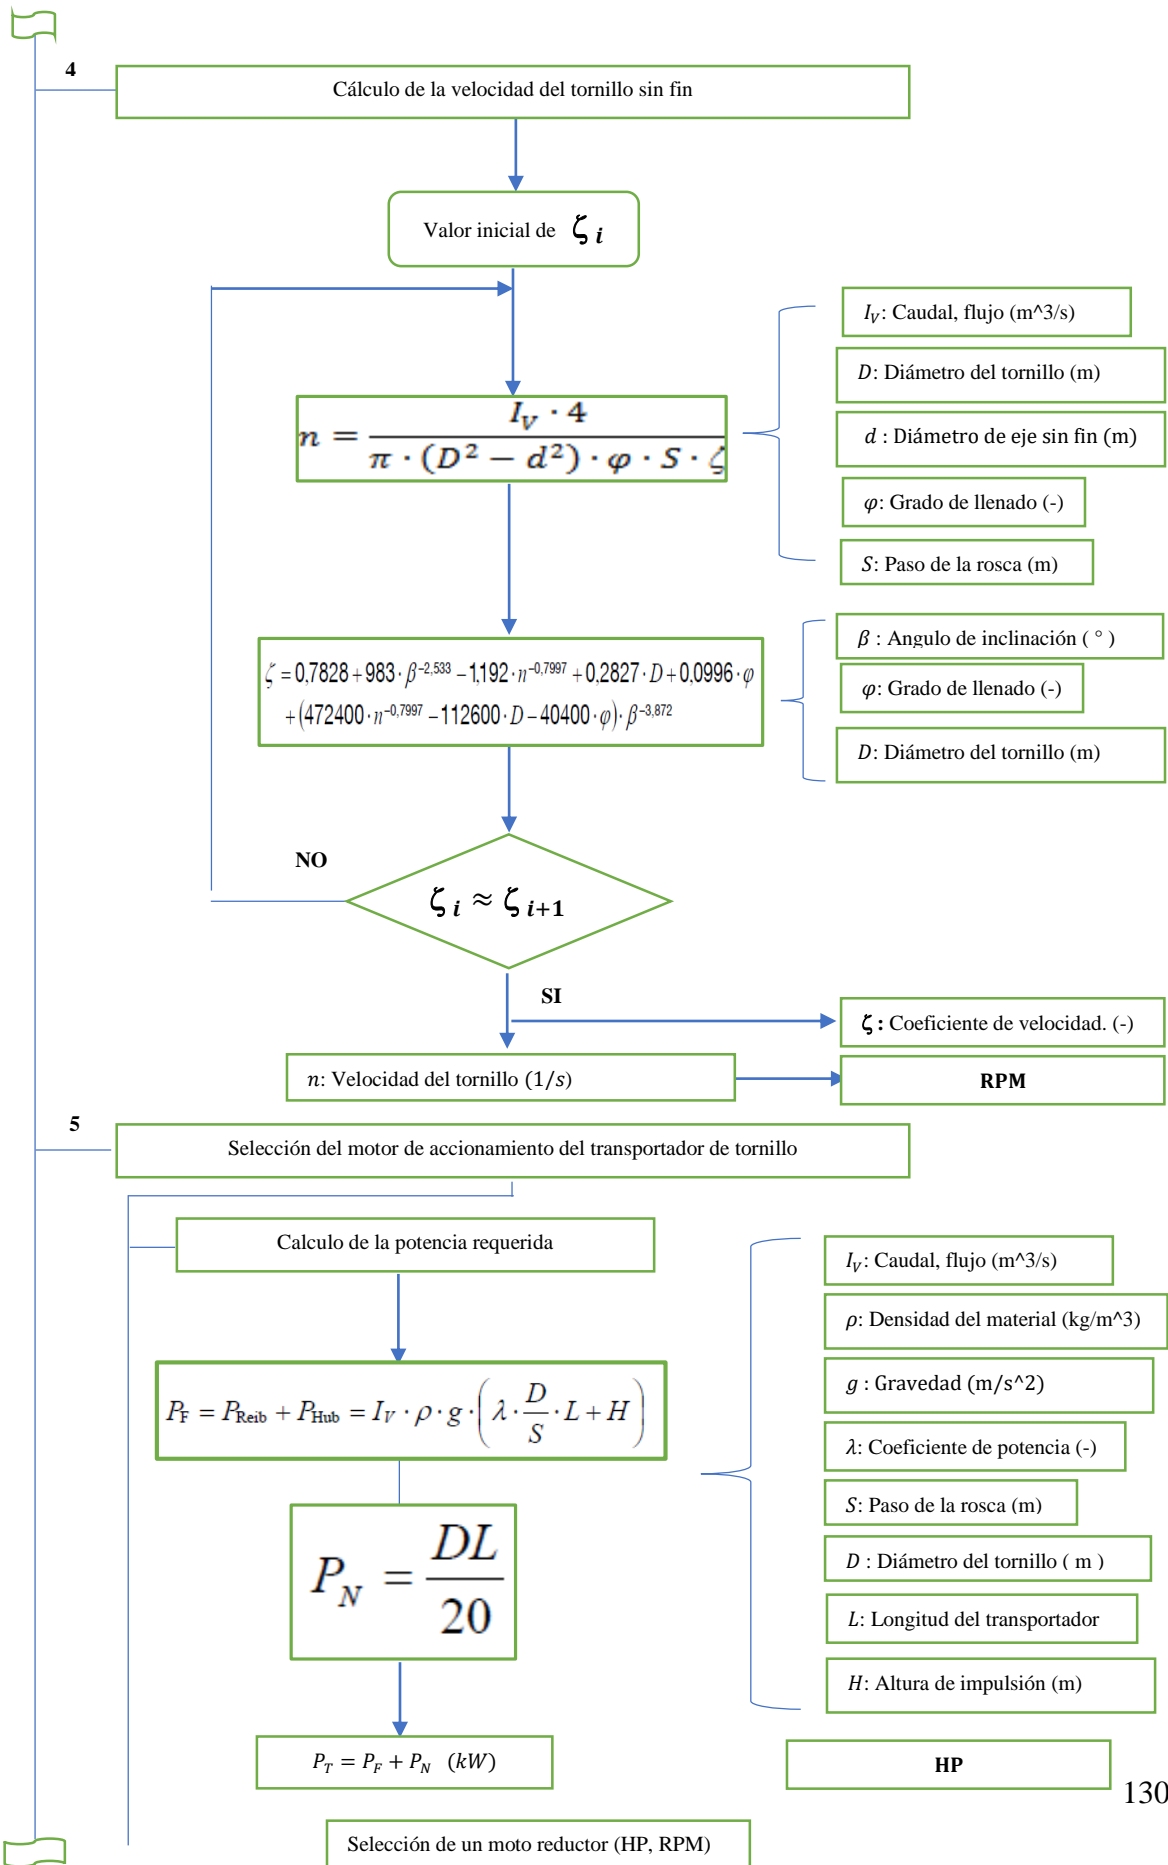 4
Cálculo de la velocidad del tornillo sin fin
Valor inicial de ζ i
I_V: Caudal, flujo (m^3/s)
D: Diámetro del tornillo (m)
d : Diámetro de eje sin fin (m)
φ: Grado de llenado (-)
S: Paso de la rosca (m)
n = I_V · 4 / π · (D² − d²) · φ · S · ζ
β : Angulo de inclinación ( ° )
φ: Grado de llenado (-)
D: Diámetro del tornillo (m)
ζ = 0,7828 + 983 · β^−2,533 − 1,192 · n^−0,7997 + 0,2827 · D + 0,0996 · φ
+ (472400 · n^−0,7997 − 112600 · D − 40400 · φ) · β^−3,872
NO
ζ i ≈ ζ i+1
SI
ζ : Coeficiente de velocidad. (-)
n: Velocidad del tornillo (1/s)
RPM
5
Selección del motor de accionamiento del transportador de tornillo
Calculo de la potencia requerida
I_V: Caudal, flujo (m^3/s)
ρ: Densidad del material (kg/m^3)
g : Gravedad (m/s^2)
λ: Coeficiente de potencia (-)
S: Paso de la rosca (m)
D : Diámetro del tornillo ( m )
L: Longitud del transportador
H: Altura de impulsión (m)
P_F = P_Reib + P_Hub = I_V · ρ · g · (λ · D/S · L + H)
P_N = DL/20
P_T = P_F + P_N (kW)
HP
130
Selección de un moto reductor (HP, RPM)